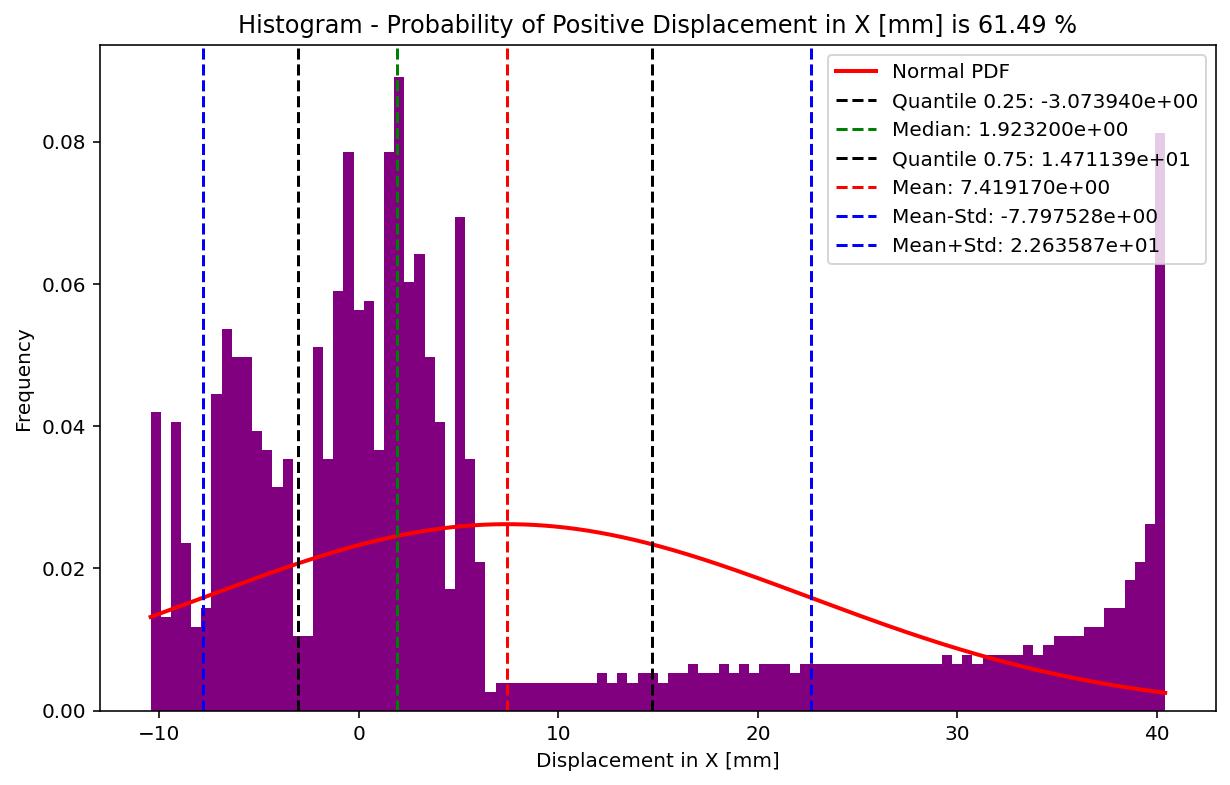 Histogram - Probability of Positive Displacement in X [mm] is 61.49 %
Normal PDF
Quantile 0.25: -3.073940e+00
Median: 1.923200e+00
Quantile 0.75: 1.471139e+01
Mean: 7.419170e+00
Mean-Std: -7.797528e+00
Mean+Std: 2.263587e+01
Frequency
0.08
0.06
0.04
0.02
0.00
−10 0 10 20 30 40
Displacement in X [mm]